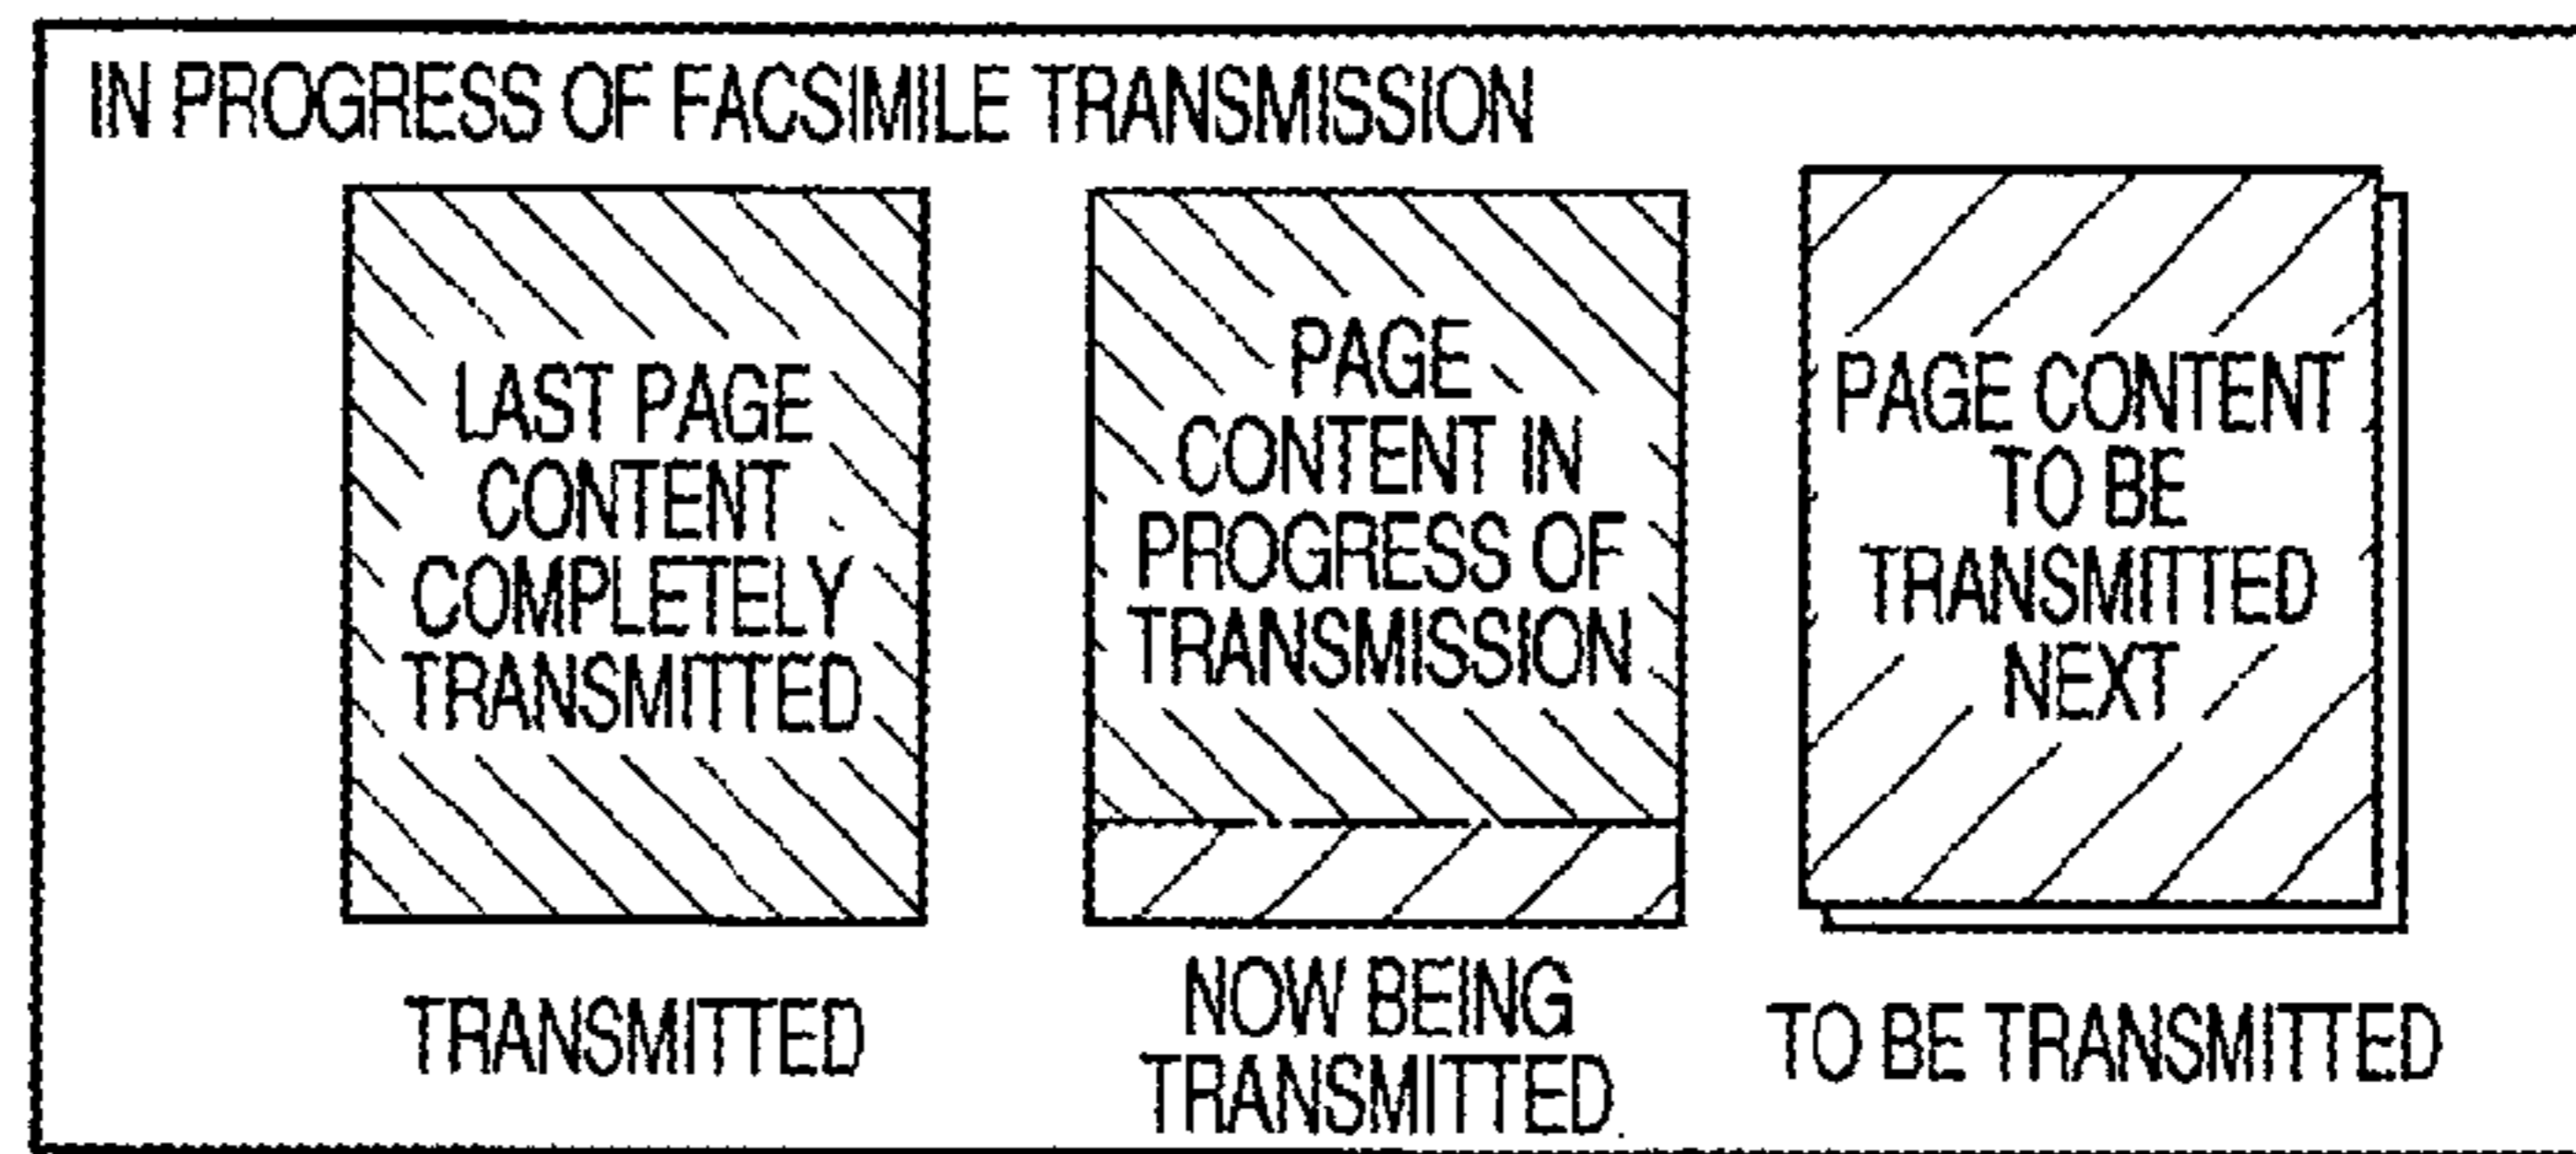 IN PROGRESS OF FACSIMILE TRANSMISSION
LAST PAGE
CONTENT
COMPLETELY
TRANSMITTED
PAGE
CONTENT IN
PROGRESS OF
TRANSMISSION
PAGE CONTENT
TO BE
TRANSMITTED
NEXT
TRANSMITTED
NOW BEING
TRANSMITTED
TO BE TRANSMITTED